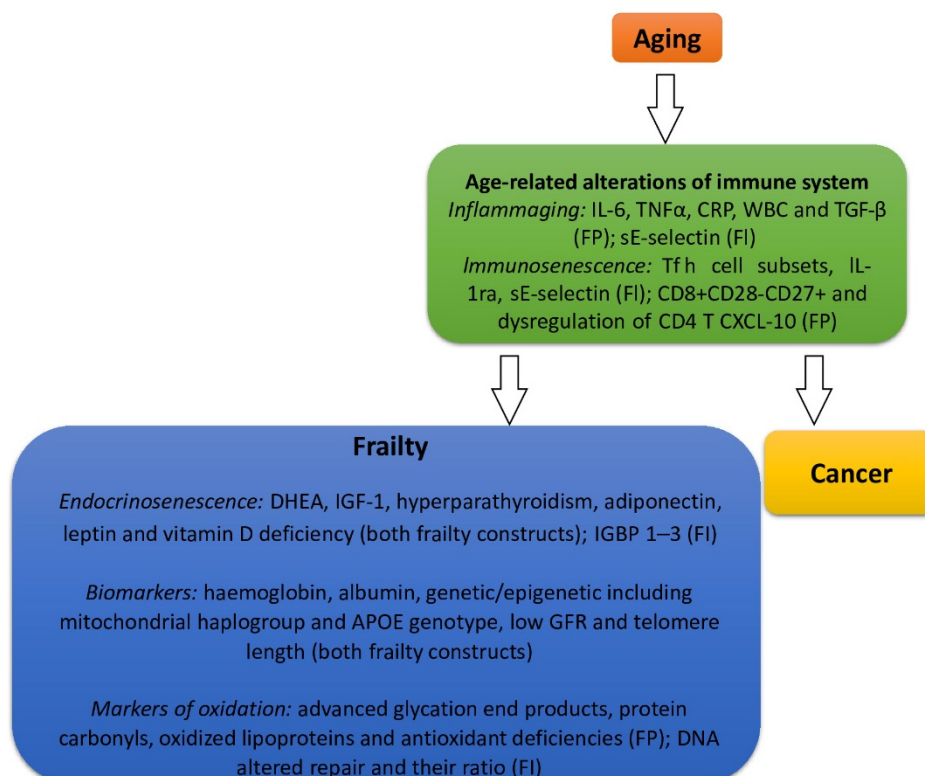 Aging
Age-related alterations of immune system
Inflammaging: IL-6, TNFα, CRP, WBC and TGF-β
(FP); sE-selectin (FI)
Immunosenescence: Tfh cell subsets, IL-
1ra, sE-selectin (FI); CD8+CD28-CD27+ and
dysregulation of CD4 T CXCL-10 (FP)
Frailty
Endocrinosenescence: DHEA, IGF-1, hyperparathyroidism, adiponectin,
leptin and vitamin D deficiency (both frailty constructs); IGBP 1–3 (FI)
Biomarkers: haemoglobin, albumin, genetic/epigenetic including
mitochondrial haplogroup and APOE genotype, low GFR and telomere
length (both frailty constructs)
Markers of oxidation: advanced glycation end products, protein
carbonyls, oxidized lipoproteins and antioxidant deficiencies (FP); DNA
altered repair and their ratio (FI)
Cancer